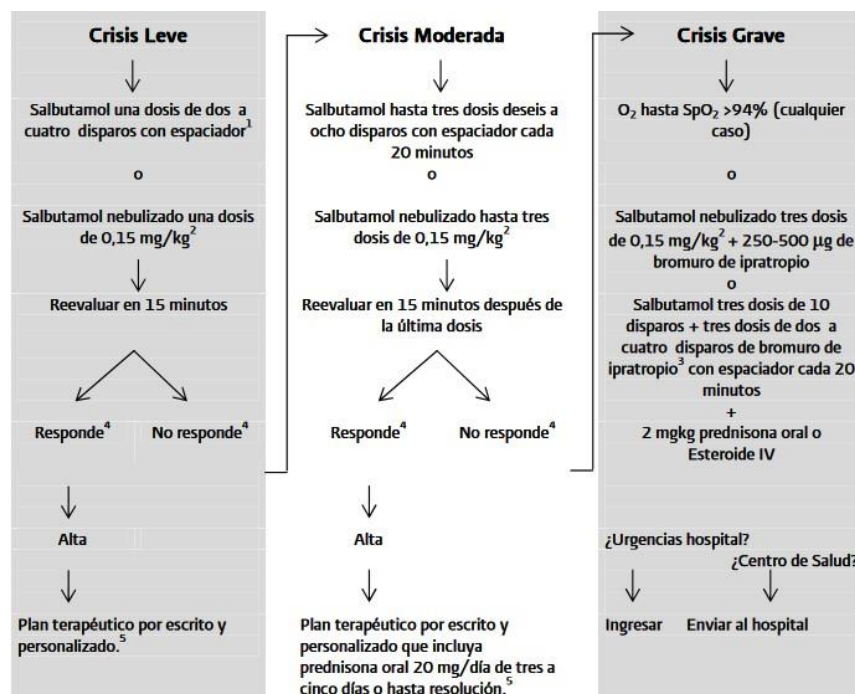 Crisis Leve
Salbutamol una dosis de dos a
cuatro disparos con espaciador¹
o
Salbutamol nebulizado una dosis
de 0,15 mg/kg²
Reevaluar en 15 minutos
Responde⁴
No responde⁴
Alta
Plan terapéutico por escrito y
personalizado.⁵
Crisis Moderada
Salbutamol hasta tres dosis deseis a
ocho disparos con espaciador cada
20 minutos
o
Salbutamol nebulizado hasta tres
dosis de 0,15 mg/kg²
Reevaluar en 15 minutos después de
la última dosis
Responde⁴
No responde⁴
Alta
Plan terapéutico por escrito y
personalizado que incluya
prednisona oral 20 mg/día de tres a
cinco días o hasta resolución.⁵
Crisis Grave
O₂ hasta SpO₂ >94% (cualquier
caso)
o
Salbutamol nebulizado tres dosis
de 0,15 mg/kg² + 250-500 µg de
bromuro de ipratropio
o
Salbutamol tres dosis de 10
disparos + tres dosis de dos a
cuatro disparos de bromuro de
ipratropio³ con espaciador cada 20
minutos
+
2 mgkg prednisona oral o
Esteroide IV
¿Urgencias hospital?
¿Centro de Salud?
Ingresar
Enviar al hospital